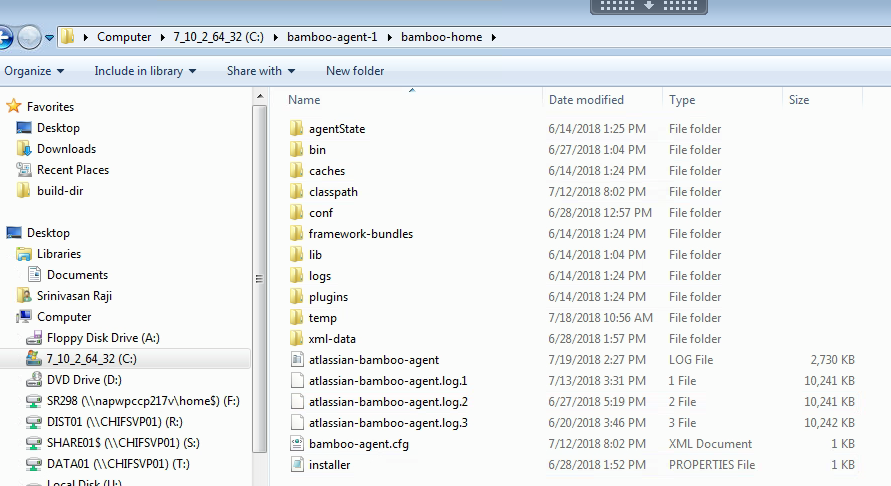 Computer 7_10_2_64_32 (C:) bamboo-agent-1 bamboo-home
Organize Include in library Share with New folder
Favorites
Desktop
Downloads
Recent Places
build-dir
Desktop
Libraries
Documents
Srinivasan Raji
Computer
Floppy Disk Drive (A:)
7_10_2_64_32 (C:)
DVD Drive (D:)
SR298 (\\napwpccp217v\home$) (F:)
DIST01 (\\CHIFSVP01) (R:)
SHARE01$ (\\CHIFSVP01) (S:)
DATA01 (\\CHIFSVP01) (T:)
Local Disk (U:)
Name Date modified Type Size
agentState 6/14/2018 1:25 PM File folder
bin 6/27/2018 1:04 PM File folder
caches 6/14/2018 1:24 PM File folder
classpath 7/12/2018 8:02 PM File folder
conf 6/28/2018 12:57 PM File folder
framework-bundles 6/14/2018 1:24 PM File folder
lib 6/14/2018 1:04 PM File folder
logs 6/14/2018 1:24 PM File folder
plugins 6/14/2018 1:24 PM File folder
temp 7/18/2018 10:56 AM File folder
xml-data 6/28/2018 1:57 PM File folder
atlassian-bamboo-agent 7/19/2018 2:27 PM LOG File 2,730 KB
atlassian-bamboo-agent.log.1 7/13/2018 3:31 PM 1 File 10,241 KB
atlassian-bamboo-agent.log.2 6/27/2018 5:19 PM 2 File 10,241 KB
atlassian-bamboo-agent.log.3 6/20/2018 3:46 PM 3 File 10,242 KB
bamboo-agent.cfg 7/12/2018 8:02 PM XML Document 1 KB
installer 6/28/2018 1:52 PM PROPERTIES File 1 KB